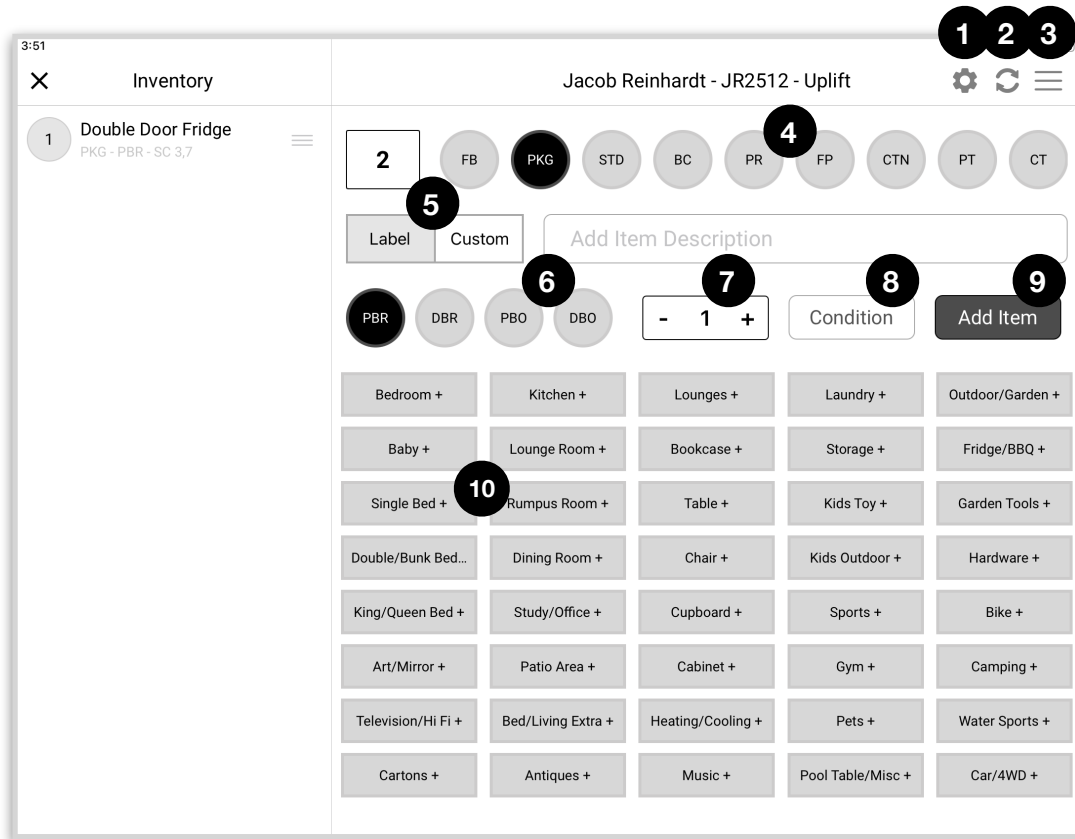 1 2 3
3:51
Inventory
Jacob Reinhardt - JR2512 - Uplift
1
Double Door Fridge
PKG - PBR - SC 3,7
4
2 FB PKG STD BC PR FP CTN PT CT
5
Label Custom Add Item Description
6 7 8 9
PBR DBR PBO DBO - 1 + Condition Add Item
Bedroom + Kitchen + Lounges + Laundry + Outdoor/Garden +
Baby + Lounge Room + Bookcase + Storage + Fridge/BBQ +
10
Single Bed + Rumpus Room + Table + Kids Toy + Garden Tools +
Double/Bunk Bed... Dining Room + Chair + Kids Outdoor + Hardware +
King/Queen Bed + Study/Office + Cupboard + Sports + Bike +
Art/Mirror + Patio Area + Cabinet + Gym + Camping +
Television/Hi Fi + Bed/Living Extra + Heating/Cooling + Pets + Water Sports +
Cartons + Antiques + Music + Pool Table/Misc + Car/4WD +